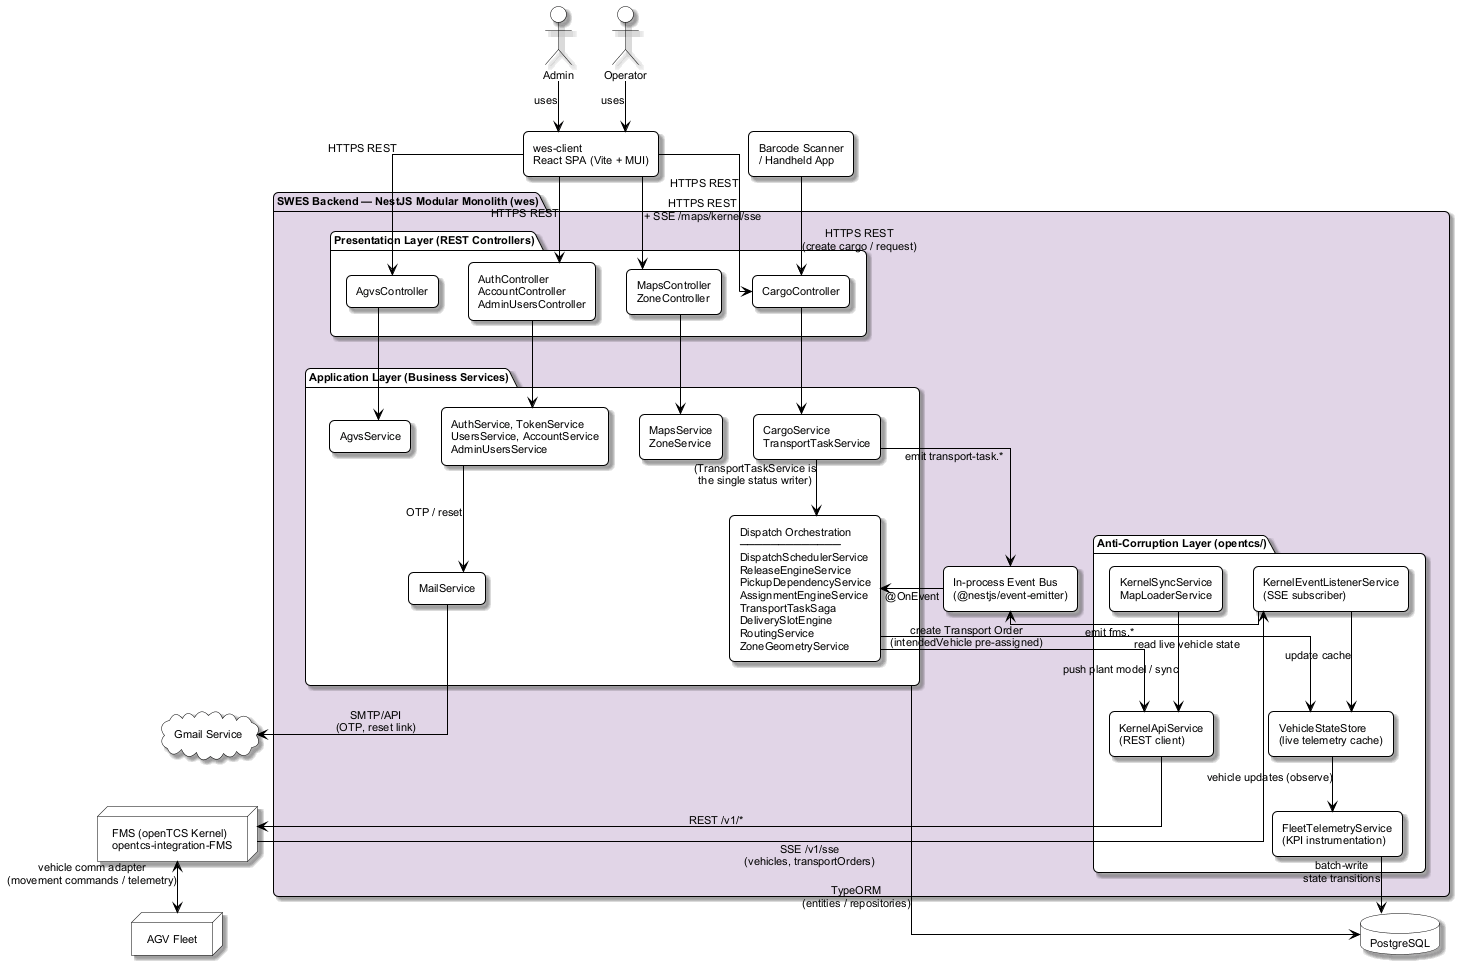 Admin
Operator
uses
uses
wes-client
React SPA (Vite + MUI)
Barcode Scanner
/ Handheld App
HTTPS REST
HTTPS REST
HTTPS REST
+ SSE /maps/kernel/sse
HTTPS REST
HTTPS REST
(create cargo / request)
SWES Backend — NestJS Modular Monolith (wes)
Presentation Layer (REST Controllers)
AgvsController
AuthController
AccountController
AdminUsersController
MapsController
ZoneController
CargoController
Application Layer (Business Services)
AgvsService
AuthService, TokenService
UsersService, AccountService
AdminUsersService
MapsService
ZoneService
CargoService
TransportTaskService
emit transport-task.*
(TransportTaskService is
the single status writer)
OTP / reset
MailService
Dispatch Orchestration
DispatchSchedulerService
ReleaseEngineService
PickupDependencyService
AssignmentEngineService
TransportTaskSaga
DeliverySlotEngine
RoutingService
ZoneGeometryService
@OnEvent
In-process Event Bus
(@nestjs/event-emitter)
Anti-Corruption Layer (opentcs/)
KernelSyncService
MapLoaderService
KernelEventListenerService
(SSE subscriber)
create Transport Order
(intendedVehicle pre-assigned)
emit fms.*
read live vehicle state
update cache
push plant model / sync
KernelApiService
(REST client)
VehicleStateStore
(live telemetry cache)
vehicle updates (observe)
FleetTelemetryService
(KPI instrumentation)
batch-write
state transitions
Gmail Service
SMTP/API
(OTP, reset link)
FMS (openTCS Kernel)
opentcs-integration-FMS
REST /v1/*
SSE /v1/sse
(vehicles, transportOrders)
vehicle comm adapter
(movement commands / telemetry)
AGV Fleet
TypeORM
(entities / repositories)
PostgreSQL